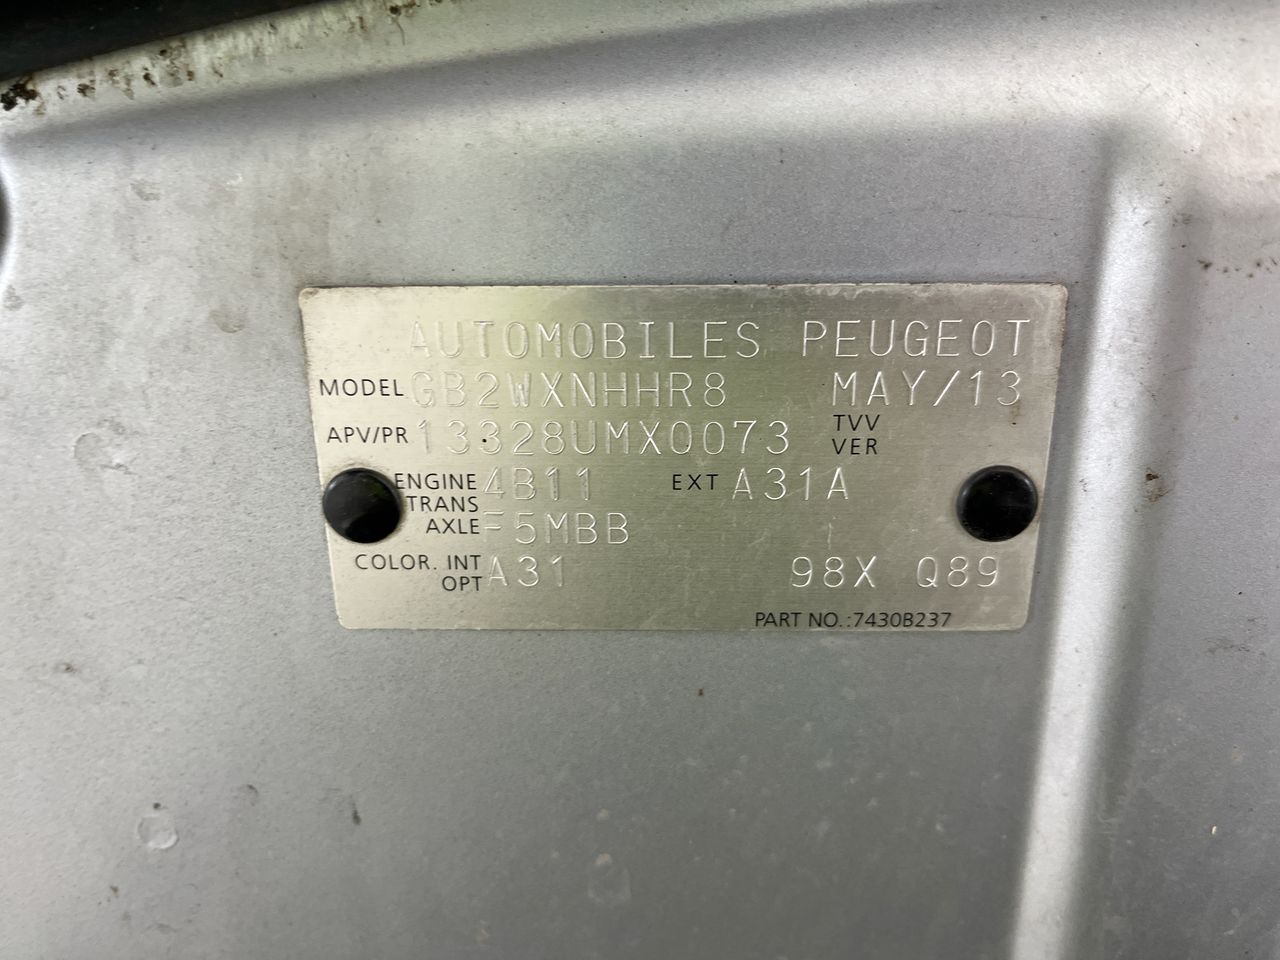 AUTOMOBILES PEUGEOT
MODEL GB2WXNHHR8 MAY/13
APV/PR 13328UMX0073 TVV VER
ENGINE 4B11 EXT A31A
TRANS AXLE F5MBB
COLOR. INT OPT A31 98X Q89
PART NO.:7430B237